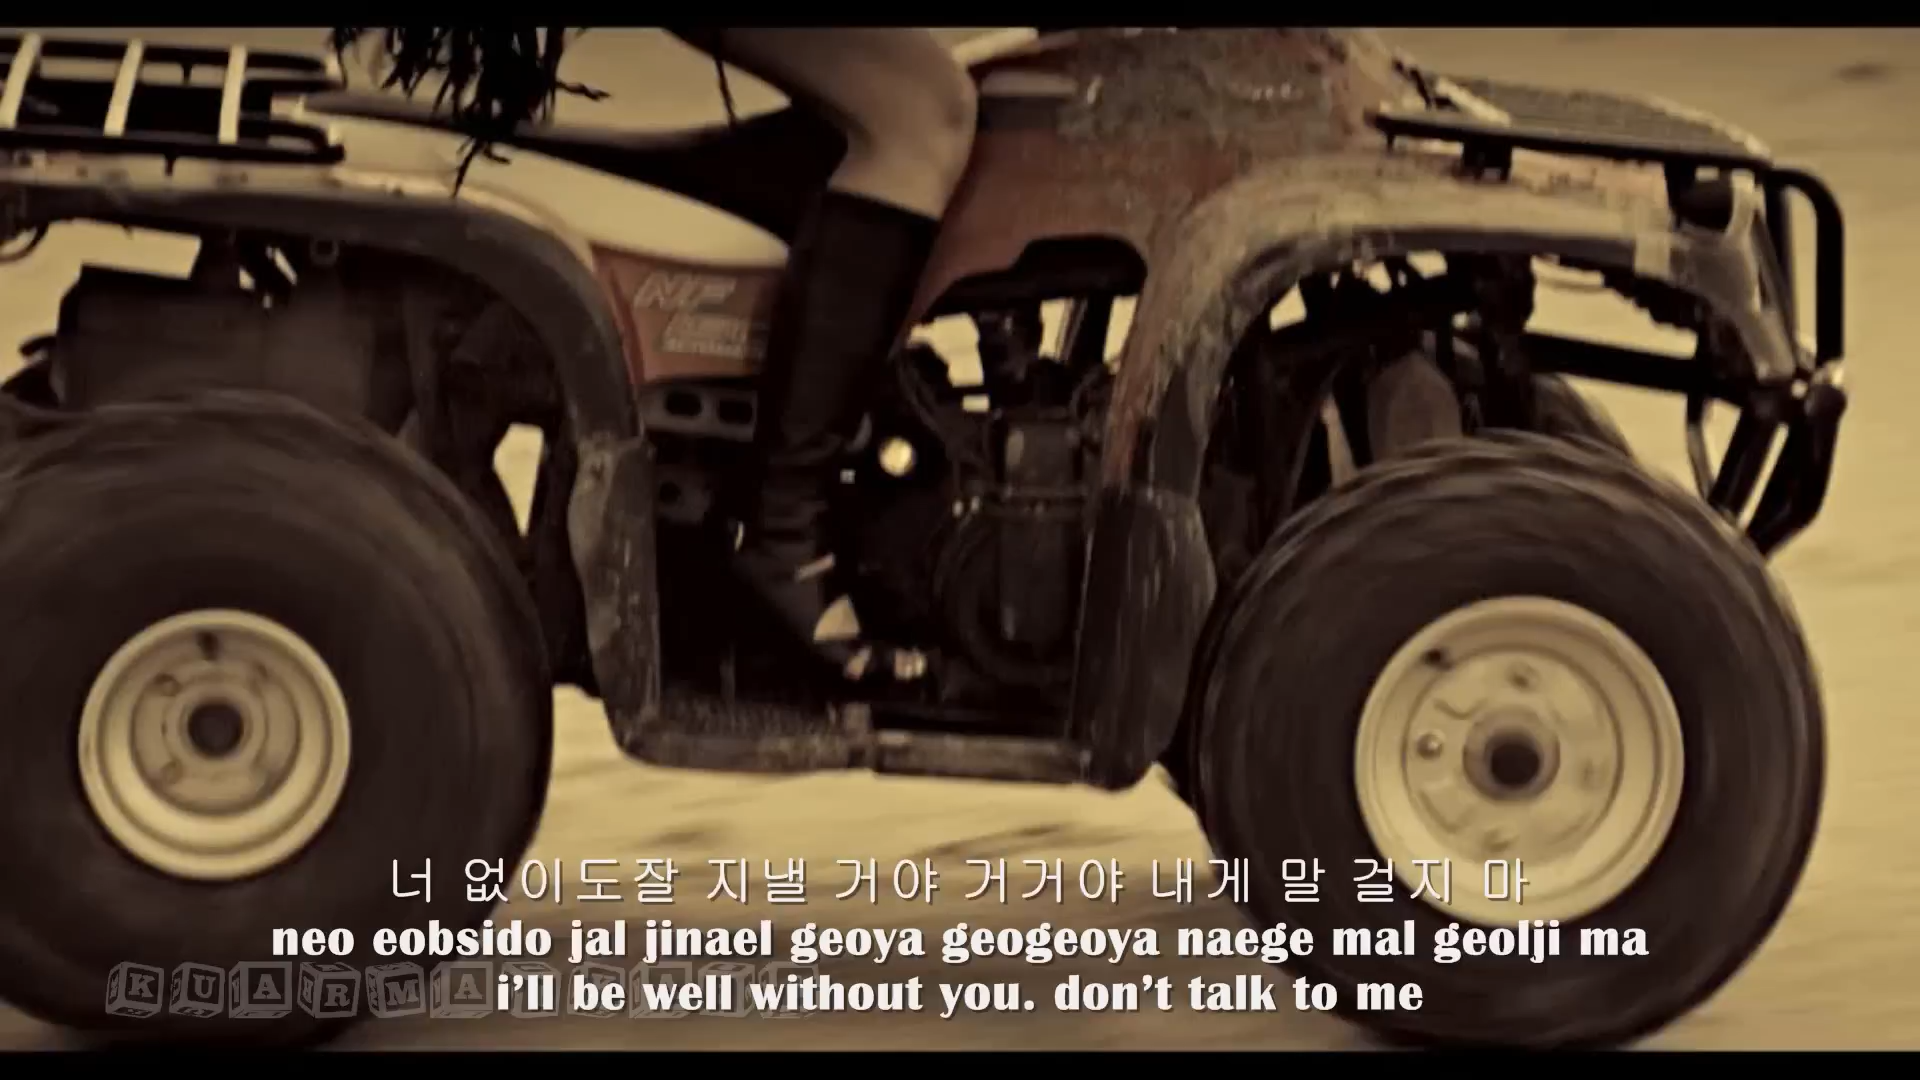 너 없이도잘 지낼 거야 거거야 내게 말 걸지 마
neo eobsido jal jinael geoya geogeoya naege mal geolji ma
i'll be well without you. don't talk to me